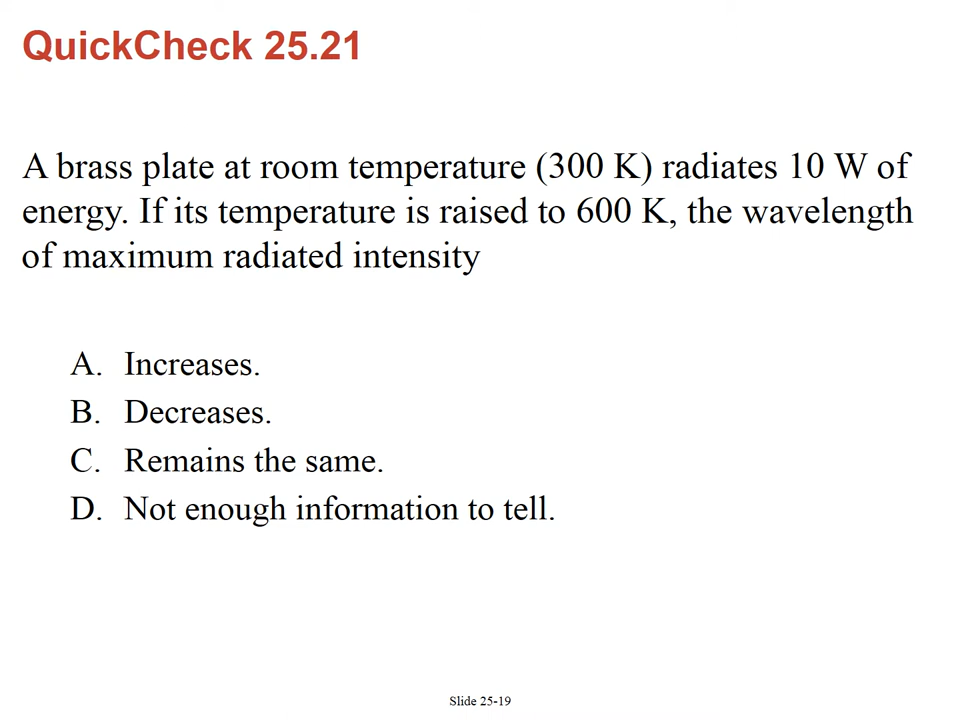 QuickCheck 25.21
A brass plate at room temperature (300 K) radiates 10 W of
energy. If its temperature is raised to 600 K, the wavelength
of maximum radiated intensity
A. Increases.
B. Decreases.
C. Remains the same.
D. Not enough information to tell.
Slide 25-19